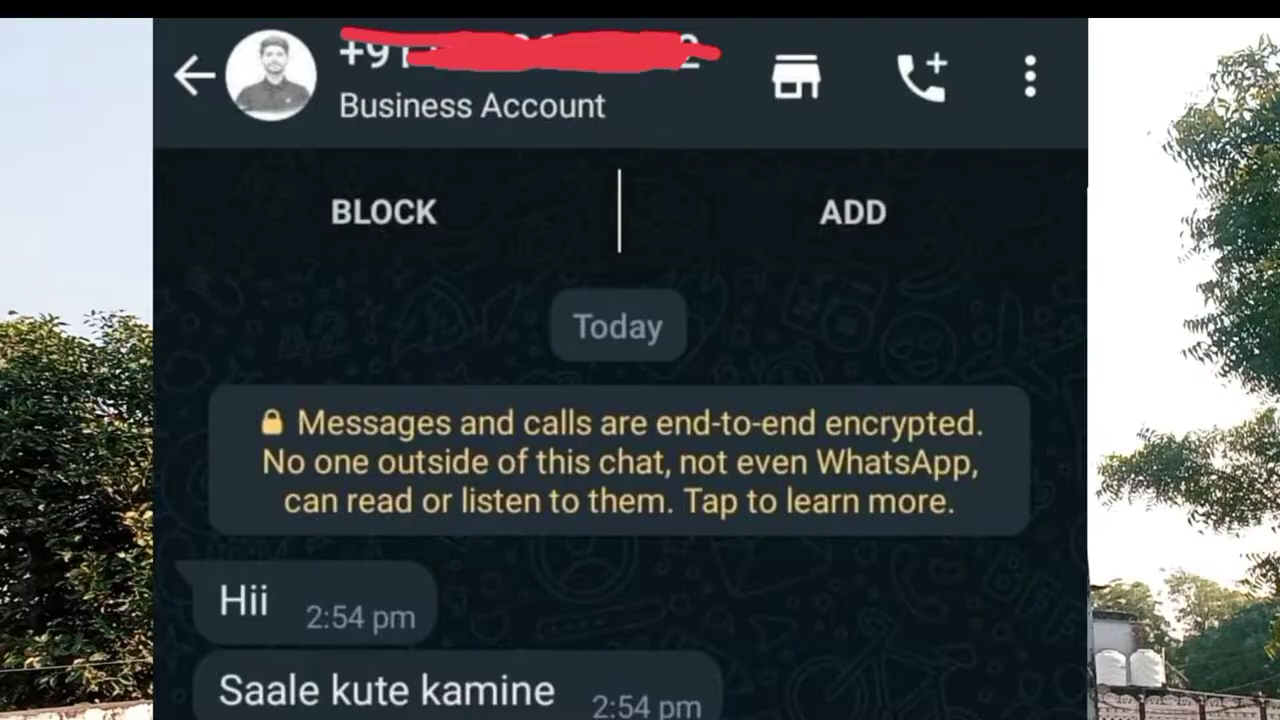 +91
Business Account
BLOCK
ADD
Today
Messages and calls are end-to-end encrypted.
No one outside of this chat, not even WhatsApp,
can read or listen to them. Tap to learn more.
Hii 2:54 pm
Saale kute kamine 2:54 pm